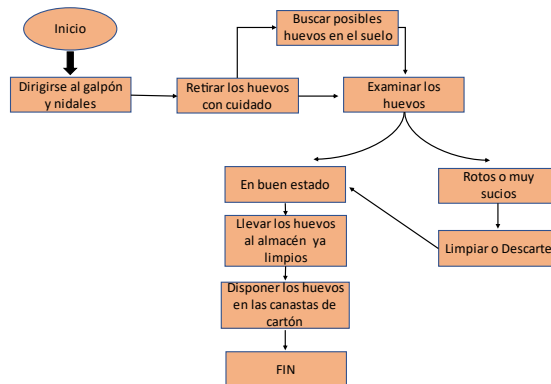 Inicio
Buscar posibles
huevos en el suelo
Dirigirse al galpón
y nidales
Retirar los huevos
con cuidado
Examinar los
huevos
En buen estado
Rotos o muy
sucios
Llevar los huevos
al almacén ya
limpios
Limpiar o Descarte
Disponer los huevos
en las canastas de
cartón
FIN